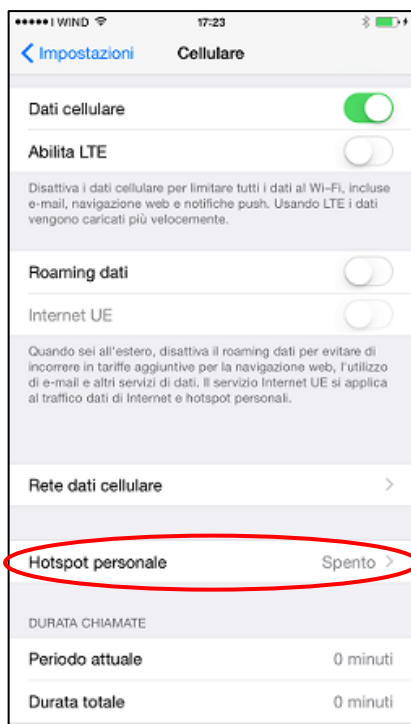 I WIND 17:23
Impostazioni Cellulare
Dati cellulare
Abilita LTE
Disattiva i dati cellulare per limitare tutti i dati al Wi-Fi, incluse
e-mail, navigazione web e notifiche push. Usando LTE i dati
vengono caricati più velocemente.
Roaming dati
Internet UE
Quando sei all'estero, disattiva il roaming dati per evitare di
incorrere in tariffe aggiuntive per la navigazione web, l'utilizzo
di e-mail e altri servizi di dati. Il servizio Internet UE si applica
al traffico dati di Internet e hotspot personali.
Rete dati cellulare
Hotspot personale Spento
DURATA CHIAMATE
Periodo attuale 0 minuti
Durata totale 0 minuti